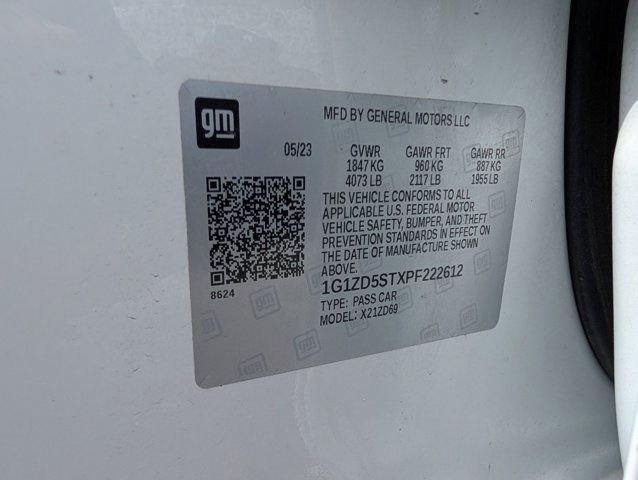 gm
MFD BY GENERAL MOTORS LLC
05/23
GVWR GAWR FRT GAWR RR
1847 KG 960 KG 887 KG
4073 LB 2117 LB 1955 LB
THIS VEHICLE CONFORMS TO ALL
APPLICABLE U.S. FEDERAL MOTOR
VEHICLE SAFETY, BUMPER, AND THEFT
PREVENTION STANDARDS IN EFFECT ON
THE DATE OF MANUFACTURE SHOWN
ABOVE.
8624
1G1ZD5STXPF222612
TYPE: PASS CAR
MODEL: X21ZD69